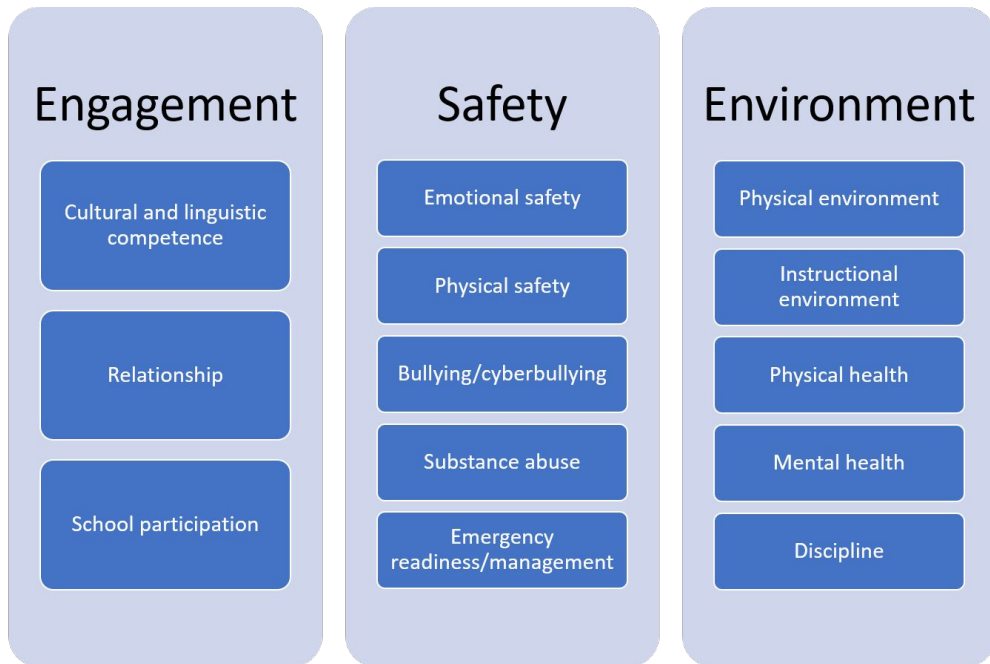 Engagement
Cultural and linguistic
competence
Relationship
School participation
Safety
Emotional safety
Physical safety
Bullying/cyberbullying
Substance abuse
Emergency
readiness/management
Environment
Physical environment
Instructional
environment
Physical health
Mental health
Discipline